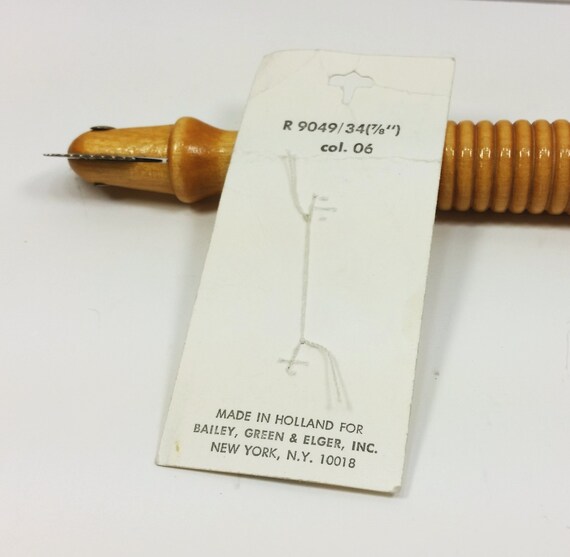 R 9049/34(7/8")
col. 06
MADE IN HOLLAND FOR
BAILEY, GREEN & ELGER, INC.
NEW YORK, N.Y. 10018